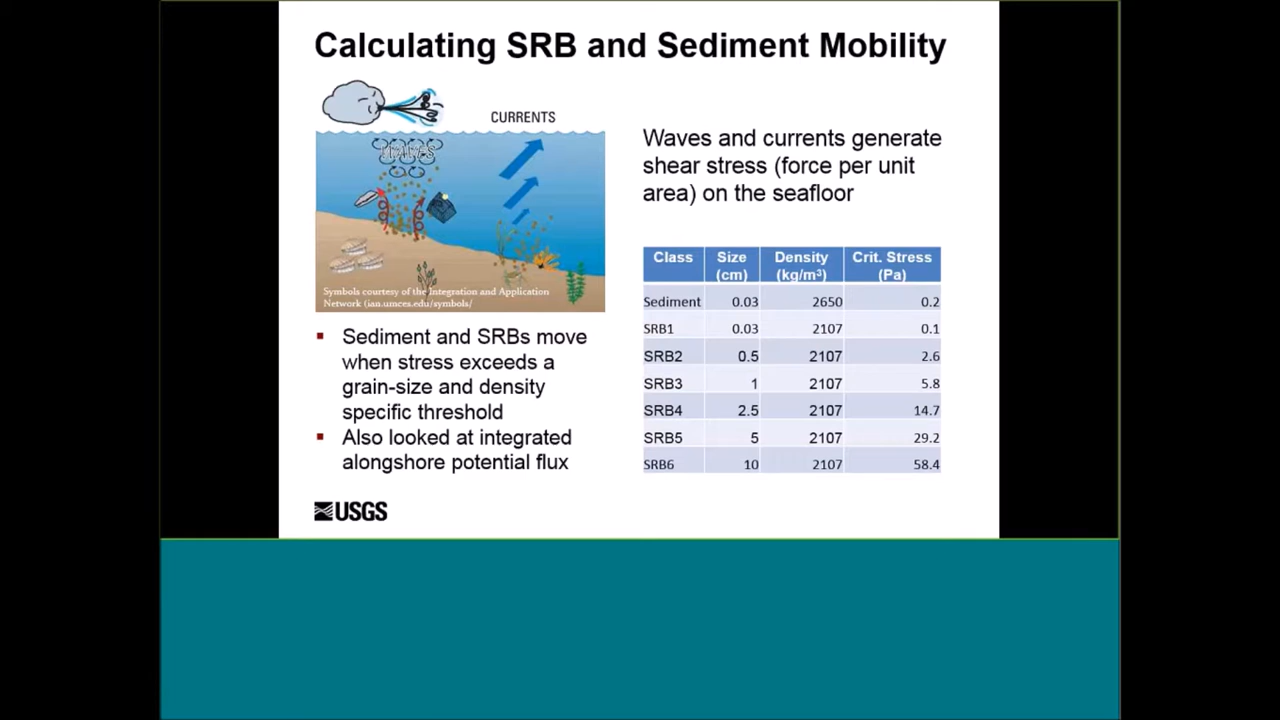 Calculating SRB and Sediment Mobility
CURRENTS
WAVES
Symbols courtesy of the Integration and Application
Network (ian.umces.edu/symbols/
▪ Sediment and SRBs move
when stress exceeds a
grain-size and density
specific threshold
▪ Also looked at integrated
alongshore potential flux
Waves and currents generate
shear stress (force per unit
area) on the seafloor
Class Size (cm) Density (kg/m³) Crit. Stress (Pa)
Sediment 0.03 2650 0.2
SRB1 0.03 2107 0.1
SRB2 0.5 2107 2.6
SRB3 1 2107 5.8
SRB4 2.5 2107 14.7
SRB5 5 2107 29.2
SRB6 10 2107 58.4
USGS